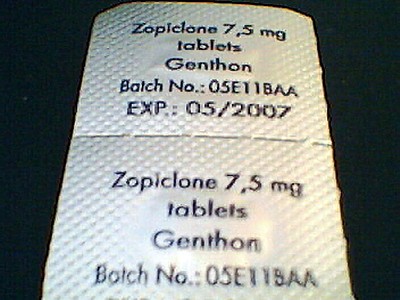 Zopiclone 7,5 mg
tablets
Genthon
Batch No.: 05E11BAA
EXP.: 05/2007
Zopiclone 7,5 mg
tablets
Genthon
Batch No.: 05E11BAA